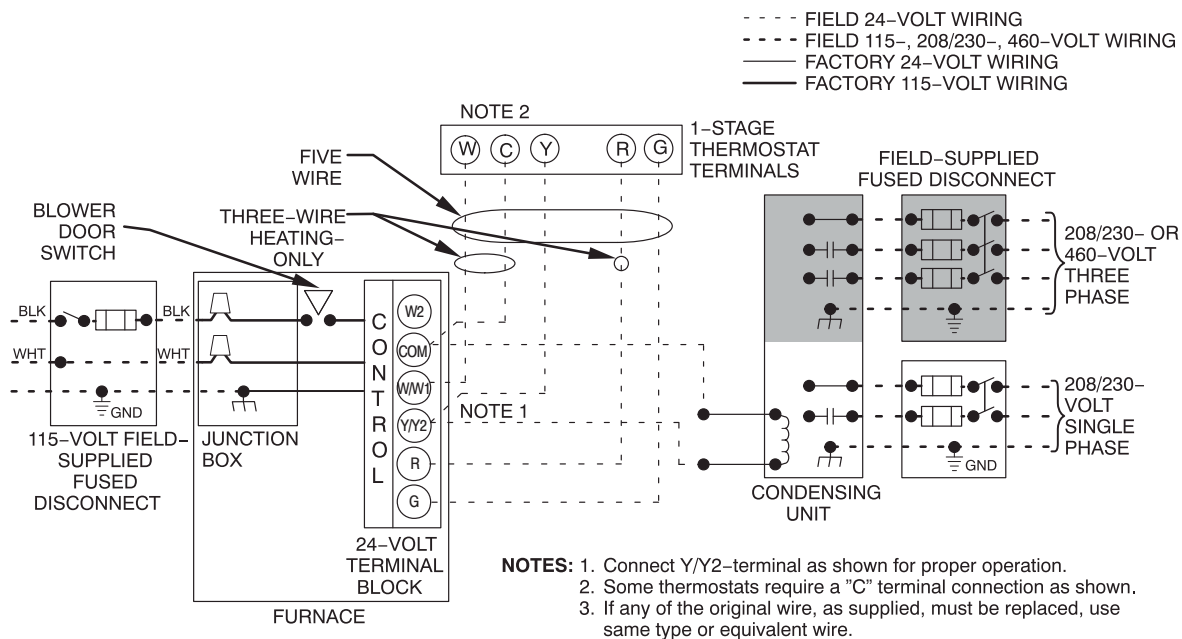 FIELD 24–VOLT WIRING
FIELD 115–, 208/230–, 460–VOLT WIRING
FACTORY 24–VOLT WIRING
FACTORY 115–VOLT WIRING
NOTE 2
W C Y R G
1–STAGE
THERMOSTAT
TERMINALS
FIVE
WIRE
THREE–WIRE
HEATING–
ONLY
BLOWER
DOOR
SWITCH
FIELD–SUPPLIED
FUSED DISCONNECT
208/230– OR
460–VOLT
THREE
PHASE
BLK
BLK
WHT
WHT
GND
CONTROL
W2
COM
W/W1
Y/Y2
R
G
NOTE 1
208/230–
VOLT
SINGLE
PHASE
GND
115–VOLT FIELD–
SUPPLIED
FUSED
DISCONNECT
JUNCTION
BOX
CONDENSING
UNIT
24–VOLT
TERMINAL
BLOCK
FURNACE
NOTES: 1. Connect Y/Y2–terminal as shown for proper operation.
2. Some thermostats require a ”C” terminal connection as shown.
3. If any of the original wire, as supplied, must be replaced, use
same type or equivalent wire.